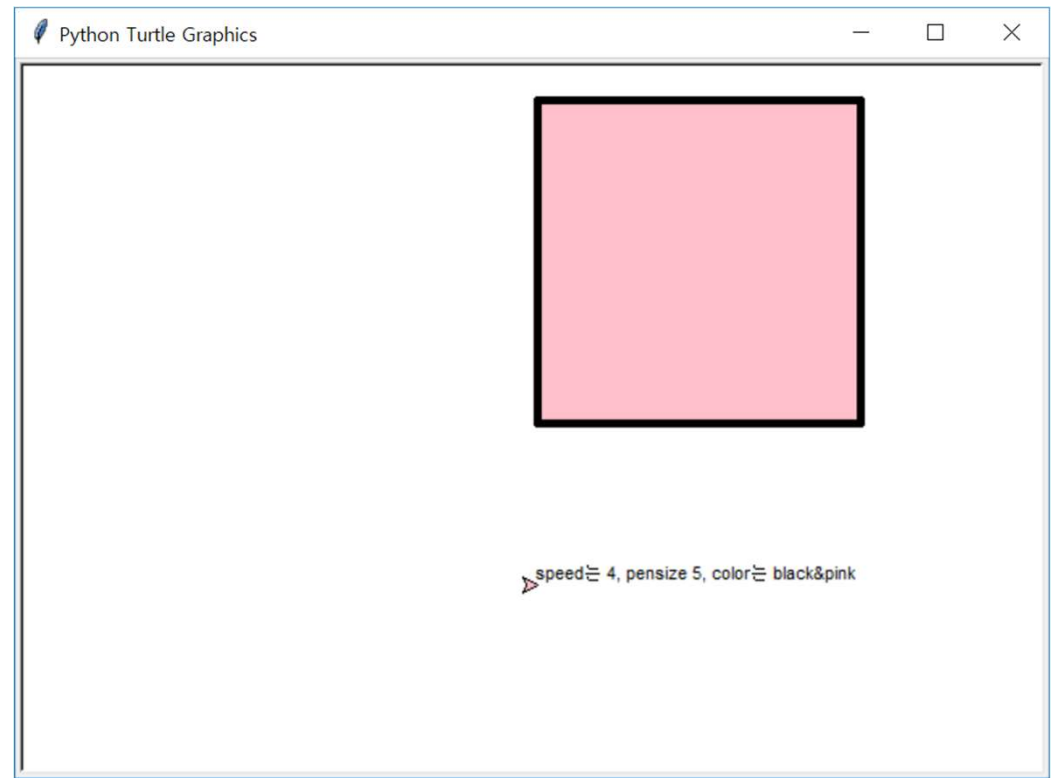 Python Turtle Graphics
speed는 4, pensize 5, color는 black&pink